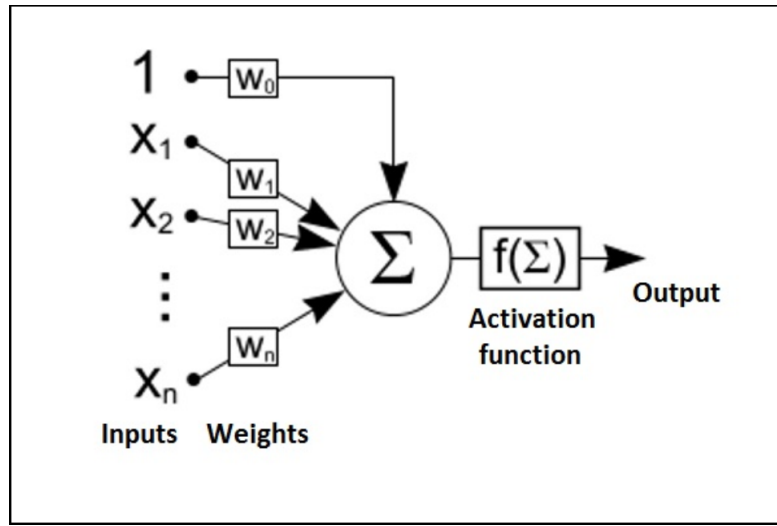 1 w₀
x₁ w₁
x₂ w₂
⋮
xₙ wₙ
Σ
f(Σ)
Activation
function
Output
Inputs Weights